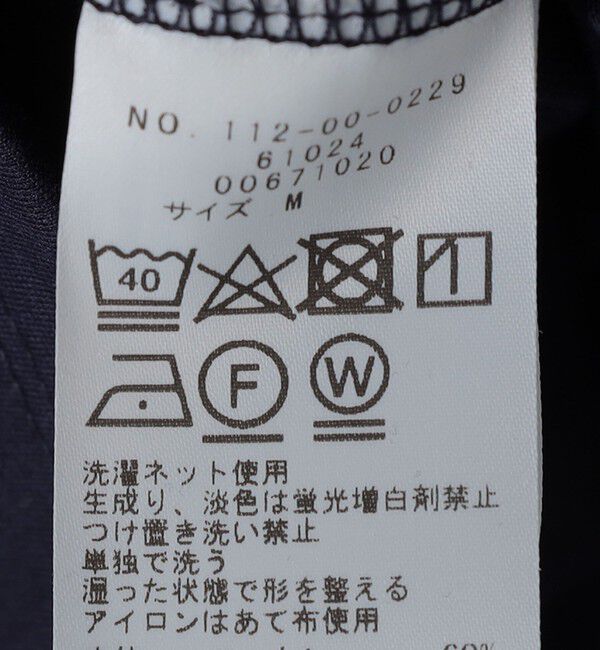 NO. 112-00-0229
61024
00671020
サイズ M
40
F W
洗濯ネット使用
生成り、淡色は蛍光増白剤禁止
つけ置き洗い禁止
単独で洗う
湿った状態で形を整える
アイロンはあて布使用
60%